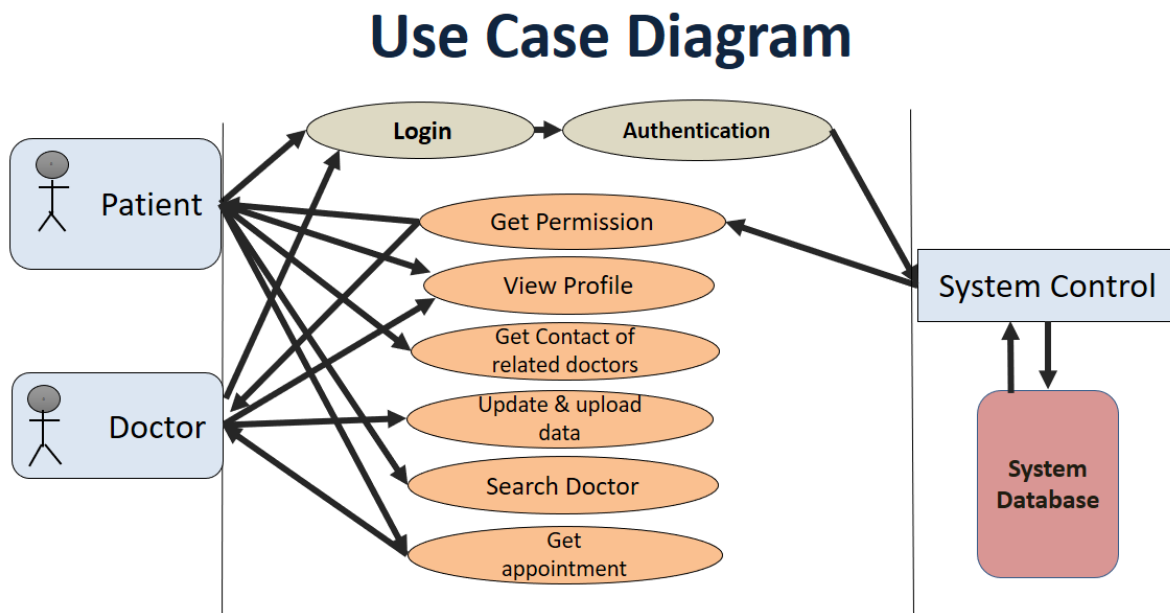 Use Case Diagram
Login
Authentication
Patient
Get Permission
View Profile
System Control
Get Contact of
related doctors
Doctor
Update & upload
data
Search Doctor
System
Database
Get
appointment